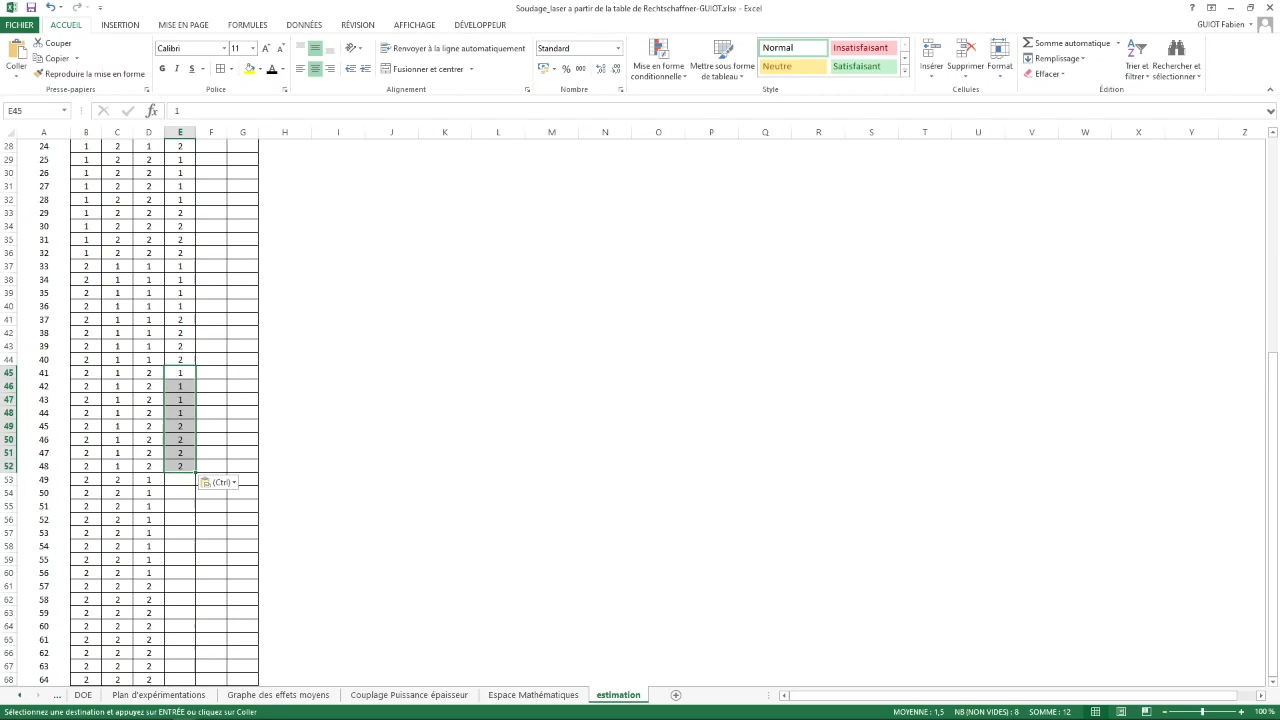 Soudage_laser a partir de la table de Rechtschaffner-GUIOT.xlsx - Excel
FICHIER ACCUEIL INSERTION MISE EN PAGE FORMULES DONNÉES RÉVISION AFFICHAGE DÉVELOPPEUR GUIOT Fabien
Coller
Couper
Copier
Reproduire la mise en forme
Calibri 11
G I S
Renvoyer à la ligne automatiquement
Fusionner et centrer
Standard
% 000
Mise en forme conditionnelle
Mettre sous forme de tableau
Normal Insatisfaisant
Neutre Satisfaisant
Insérer Supprimer Format
Somme automatique
Remplissage
Effacer
Trier et filtrer
Rechercher et sélectionner
Presse-papiers Police Alignement Nombre Style Cellules Édition
E45 fx 1
A B C D E F G H I J K L M N O P Q R S T U V W X Y Z
28 24 1 2 1 2
29 25 1 2 2 1
30 26 1 2 2 1
31 27 1 2 2 1
32 28 1 2 2 1
33 29 1 2 2 2
34 30 1 2 2 2
35 31 1 2 2 2
36 32 1 2 2 2
37 33 2 1 1 1
38 34 2 1 1 1
39 35 2 1 1 1
40 36 2 1 1 1
41 37 2 1 1 2
42 38 2 1 1 2
43 39 2 1 1 2
44 40 2 1 1 2
45 41 2 1 2 1
46 42 2 1 2 1
47 43 2 1 2 1
48 44 2 1 2 1
49 45 2 1 2 2
50 46 2 1 2 2
51 47 2 1 2 2
52 48 2 1 2 2
53 49 2 2 1 (Ctrl)
54 50 2 2 1
55 51 2 2 1
56 52 2 2 1
57 53 2 2 1
58 54 2 2 1
59 55 2 2 1
60 56 2 2 1
61 57 2 2 2
62 58 2 2 2
63 59 2 2 2
64 60 2 2 2
65 61 2 2 2
66 62 2 2 2
67 63 2 2 2
68 64 2 2 2
... DOE Plan d'expérimentations Graphe des effets moyens Couplage Puissance épaisseur Espace Mathématiques estimation
Sélectionnez une destination et appuyez sur ENTRÉE ou cliquez sur Coller MOYENNE : 1,5 NB (NON VIDES) : 8 SOMME : 12 100 %